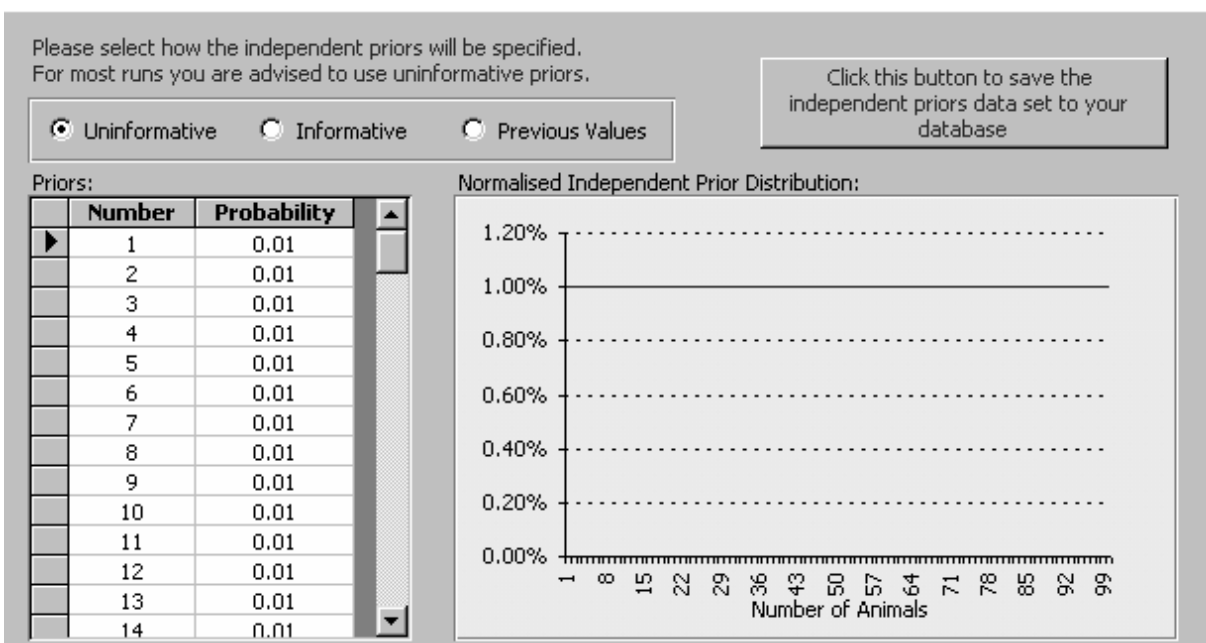 Please select how the independent priors will be specified.
For most runs you are advised to use uninformative priors.
Click this button to save the
independent priors data set to your
database
Uninformative Informative Previous Values
Priors:
Number Probability
1 0.01
2 0.01
3 0.01
4 0.01
5 0.01
6 0.01
7 0.01
8 0.01
9 0.01
10 0.01
11 0.01
12 0.01
13 0.01
14 0.01
Normalised Independent Prior Distribution:
1.20%
1.00%
0.80%
0.60%
0.40%
0.20%
0.00%
1 8 15 22 29 36 43 50 57 64 71 78 85 92 99
Number of Animals